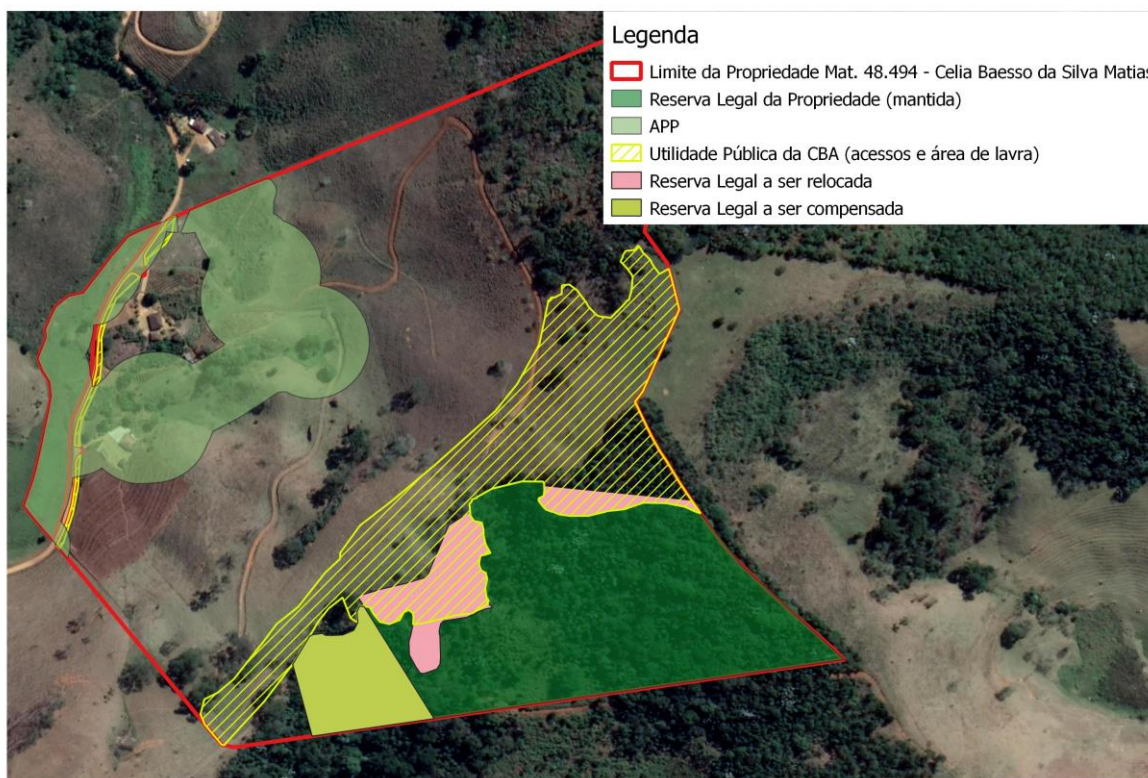 Legenda
Limite da Propriedade Mat. 48.494 - Celia Baesso da Silva Matias
Reserva Legal da Propriedade (mantida)
APP
Utilidade Pública da CBA (acessos e área de lavra)
Reserva Legal a ser relocada
Reserva Legal a ser compensada